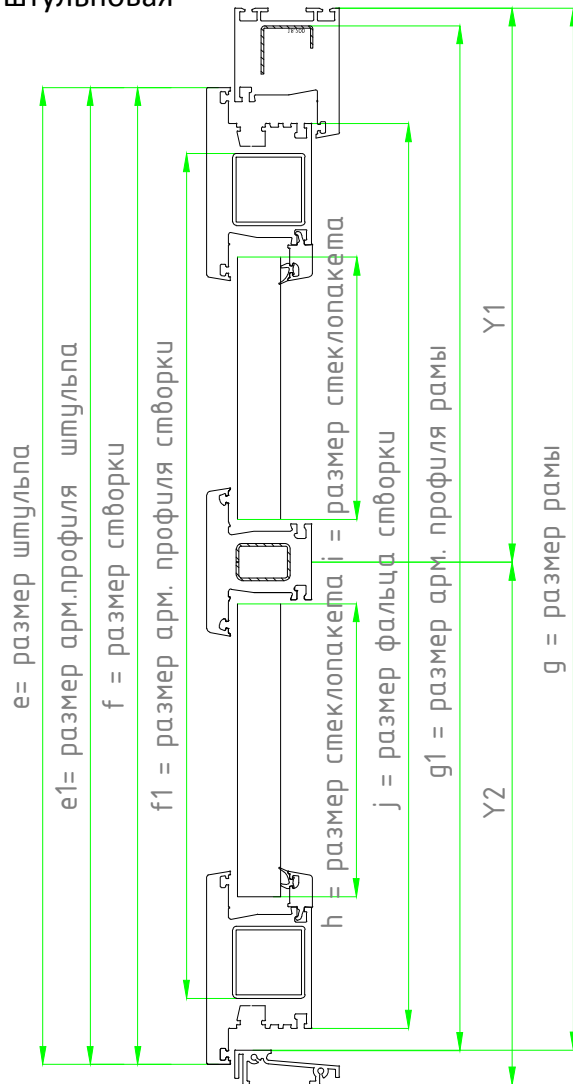 штульповая
e= размер штульпа
e1= размер арм.профиля штульпа
f = размер створки
f1 = размер арм. профиля створки
h = размер стеклопакета
i = размер стеклопакета
j = размер фальца створки
g1 = размер арм. профиля рамы
Y1
Y2
g = размер рамы